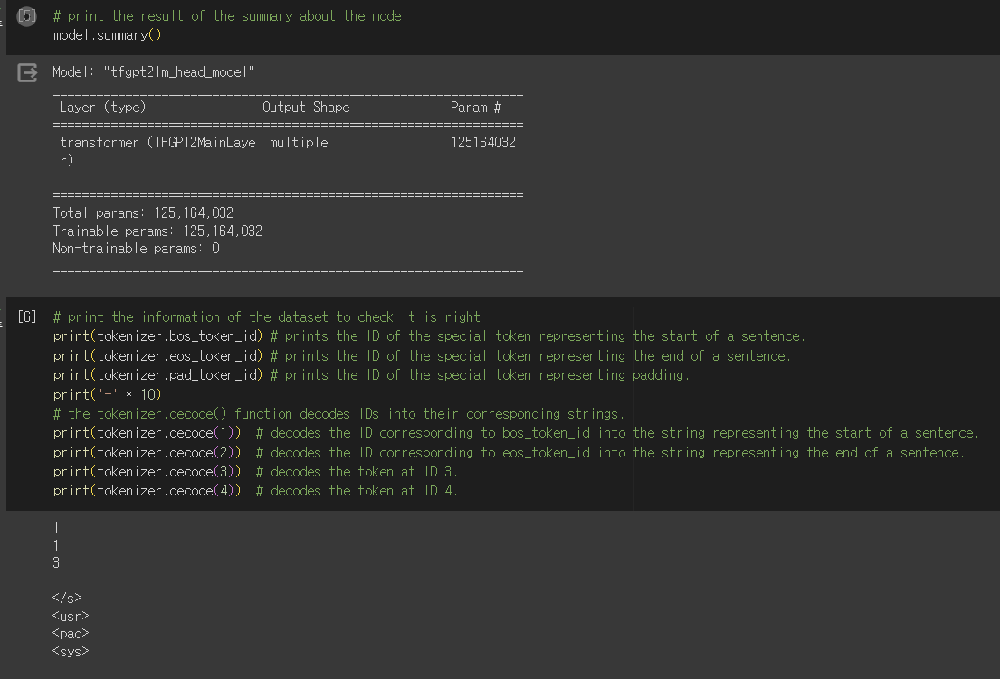 [5] # print the result of the summary about the model
model.summary()
Model: "tfgpt2lm_head_model"
_________________________________________________________________
Layer (type) Output Shape Param #
=================================================================
transformer (TFGPT2MainLaye multiple 125164032
r)
=================================================================
Total params: 125,164,032
Trainable params: 125,164,032
Non-trainable params: 0
_________________________________________________________________
[6] # print the information of the dataset to check it is right
print(tokenizer.bos_token_id) # prints the ID of the special token representing the start of a sentence.
print(tokenizer.eos_token_id) # prints the ID of the special token representing the end of a sentence.
print(tokenizer.pad_token_id) # prints the ID of the special token representing padding.
print('-' * 10)
# the tokenizer.decode() function decodes IDs into their corresponding strings.
print(tokenizer.decode(1)) # decodes the ID corresponding to bos_token_id into the string representing the start of a sentence.
print(tokenizer.decode(2)) # decodes the ID corresponding to eos_token_id into the string representing the end of a sentence.
print(tokenizer.decode(3)) # decodes the token at ID 3.
print(tokenizer.decode(4)) # decodes the token at ID 4.
1
1
3
----------
</s>
<usr>
<pad>
<sys>